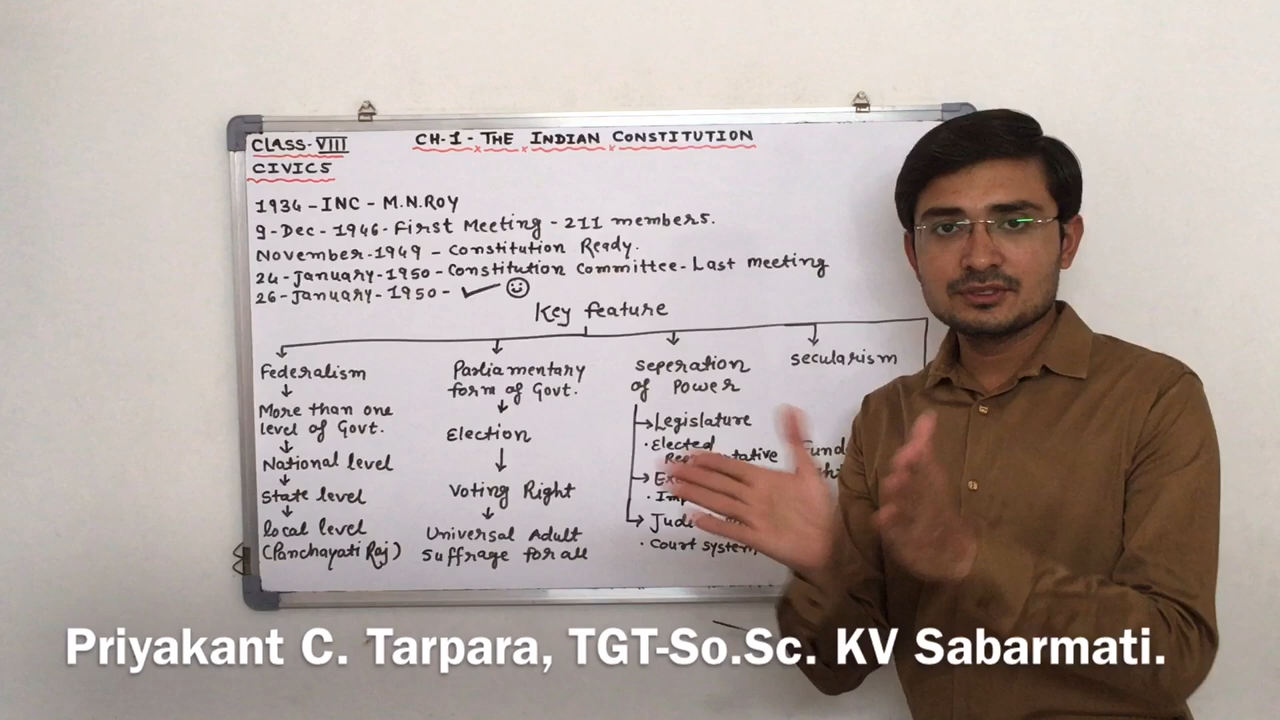 CLASS-VIII
CIVICS
CH-1-THE INDIAN CONSTITUTION
1934-INC-M.N.ROY
9-Dec-1946-First Meeting-211 members.
November-1949-Constitution Ready.
24-January-1950-Constitution Committee-Last meeting
26-January-1950-
Key feature
Federalism
More than one
level of Govt.
National level
State level
local level
(Panchayati Raj)
Parliamentary
form of Govt.
Election
Voting Right
Universal Adult
Suffrage for all
seperation
of Power
Legislature
Elected
Court system
secularism
Priyakant C. Tarpara, TGT-So.Sc. KV Sabarmati.